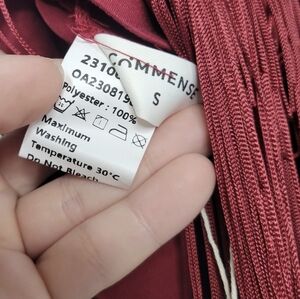 COMMENSE
S
Polyester: 100%
Maximum
Washing
Temperature 30°C
Do Not Bleach